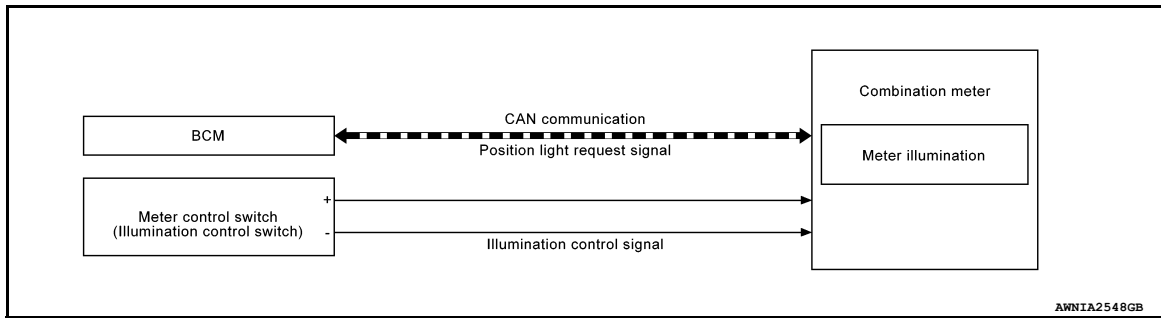 BCM
CAN communication
Position light request signal
Combination meter
Meter illumination
Meter control switch
(Illumination control switch)
+
-
Illumination control signal
AWNIA2548GB